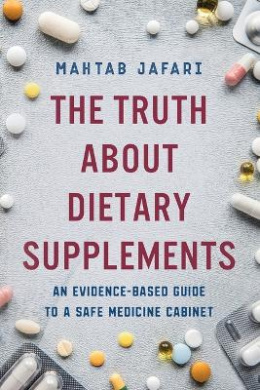 MAHTAB JAFARI
THE TRUTH
ABOUT
DIETARY
SUPPLEMENTS
AN EVIDENCE-BASED GUIDE
TO A SAFE MEDICINE CABINET